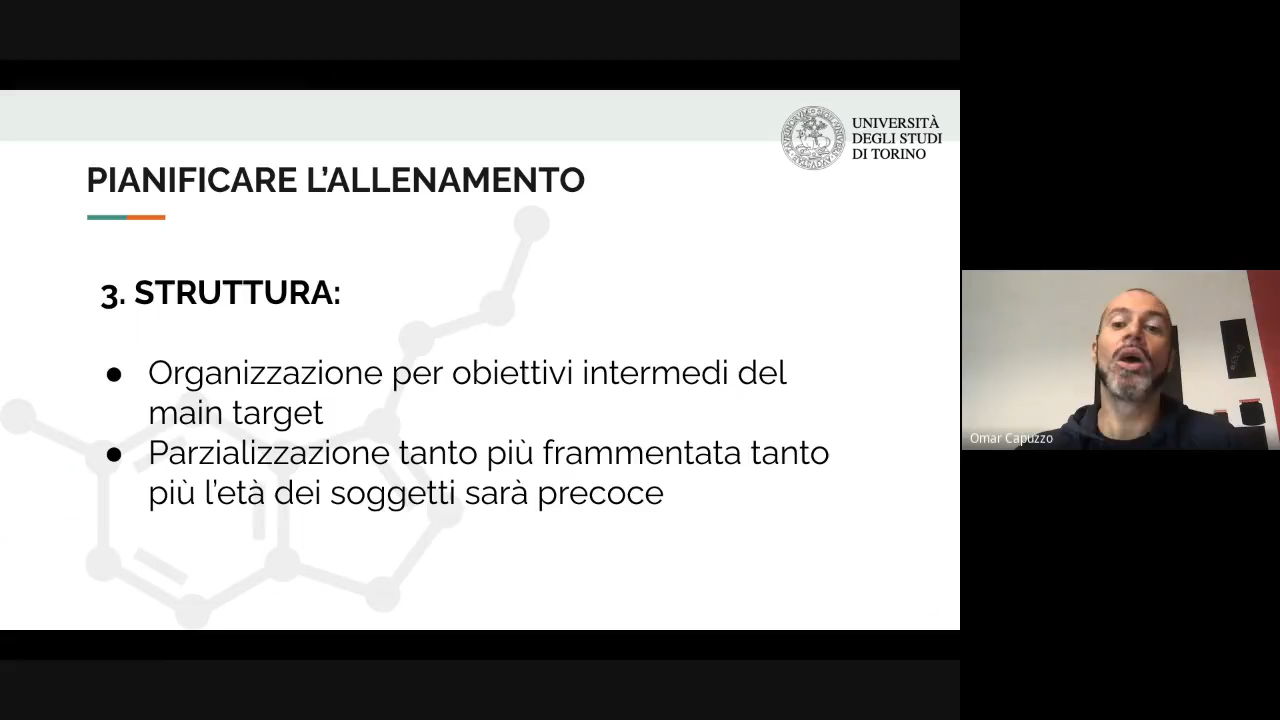 UNIVERSITÀ
DEGLI STUDI
DI TORINO
PIANIFICARE L'ALLENAMENTO
3. STRUTTURA:
● Organizzazione per obiettivi intermedi del
main target
● Parzializzazione tanto più frammentata tanto
più l'età dei soggetti sarà precoce
Omar Capuzzo